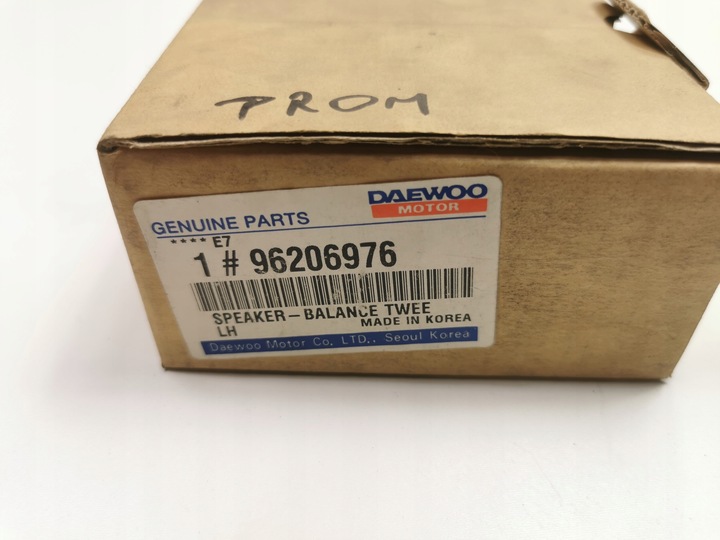 PROM
DAEWOO
MOTOR
GENUINE PARTS
**** E7
1 # 96206976
SPEAKER-BALANCE TWEE
LH
MADE IN KOREA
Daewoo Motor Co. LTD., Seoul Korea